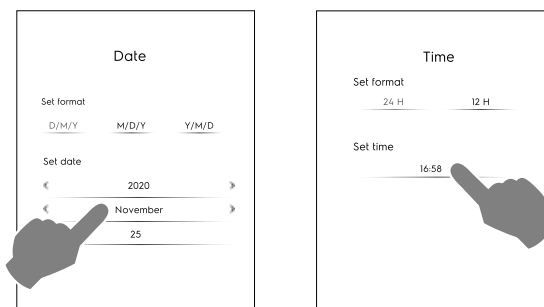 Date
Set format
D/M/Y M/D/Y Y/M/D
Set date
2020
November
25
Time
Set format
24 H 12 H
Set time
16:58